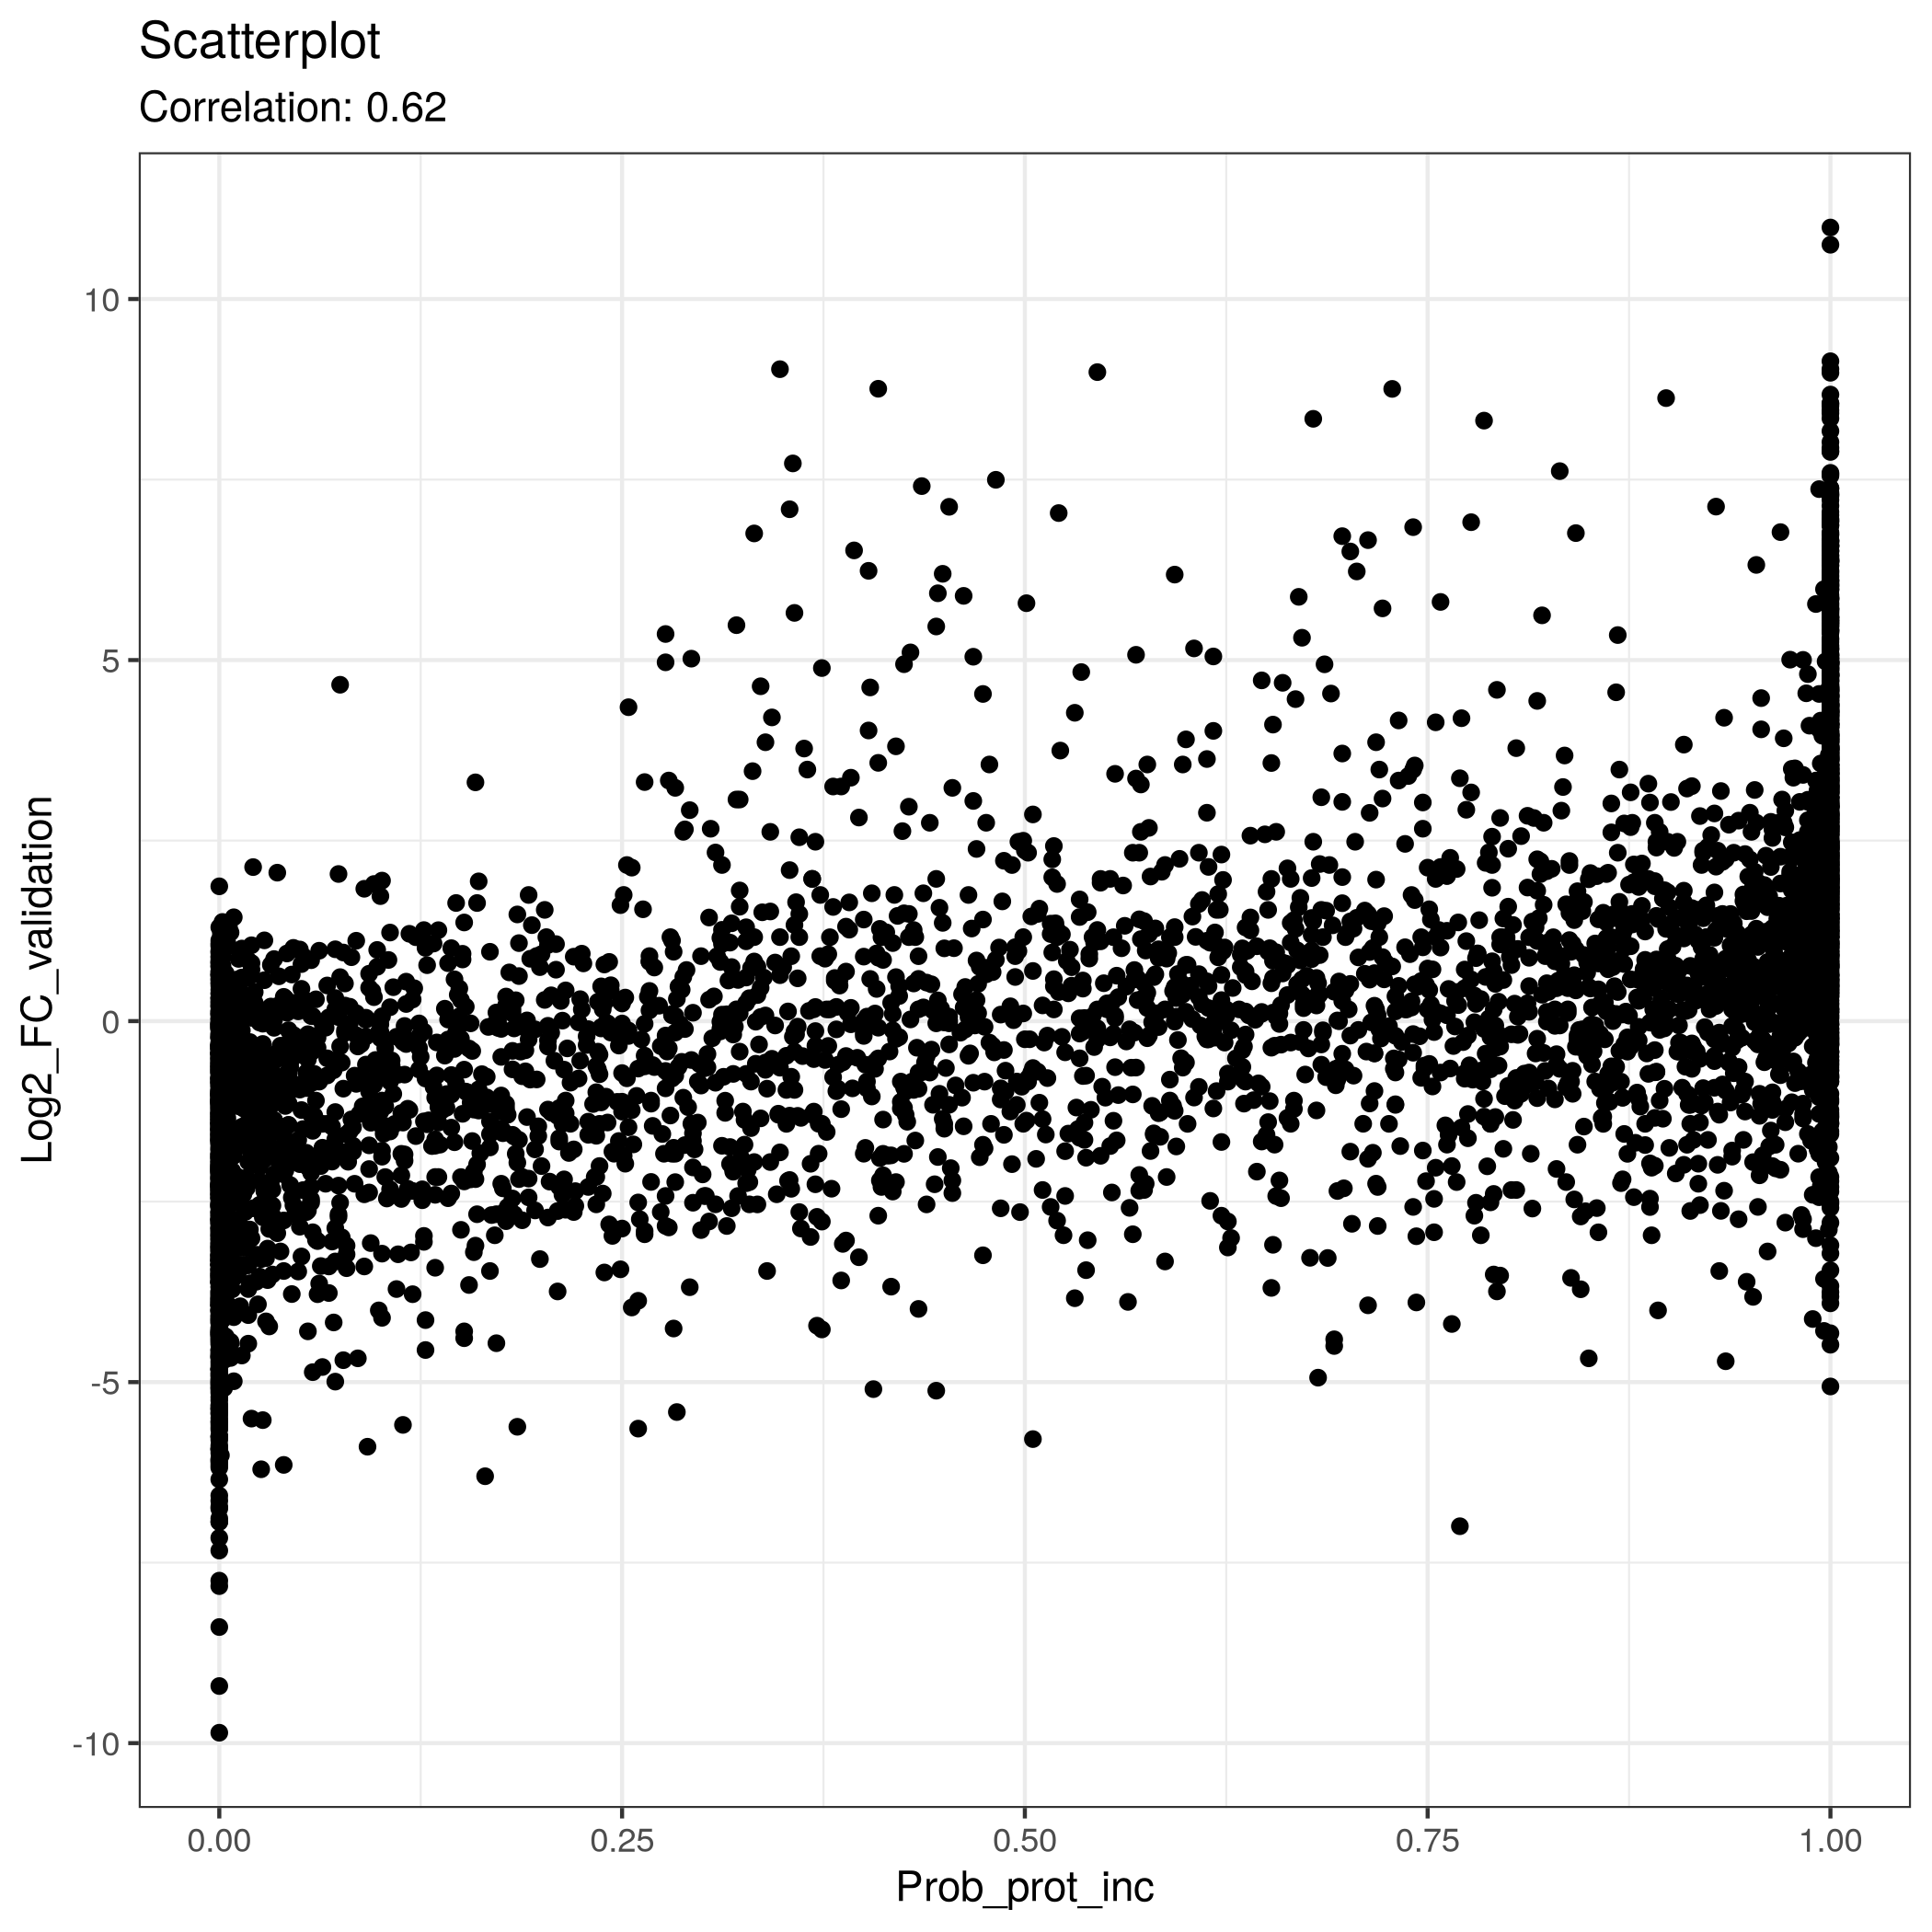 Scatterplot
Correlation: 0.62
10
5
0
-5
-10
Log2_FC_validation
0.00 0.25 0.50 0.75 1.00
Prob_prot_inc